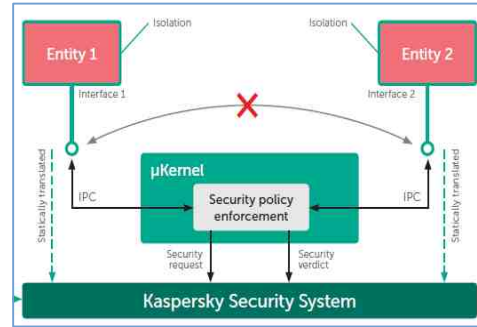 Isolation
Isolation
Entity 1
Entity 2
Interface 1
Interface 2
µKernel
IPC
Security policy
enforcement
IPC
Statically translated
Statically translated
Security
request
Security
verdict
Kaspersky Security System